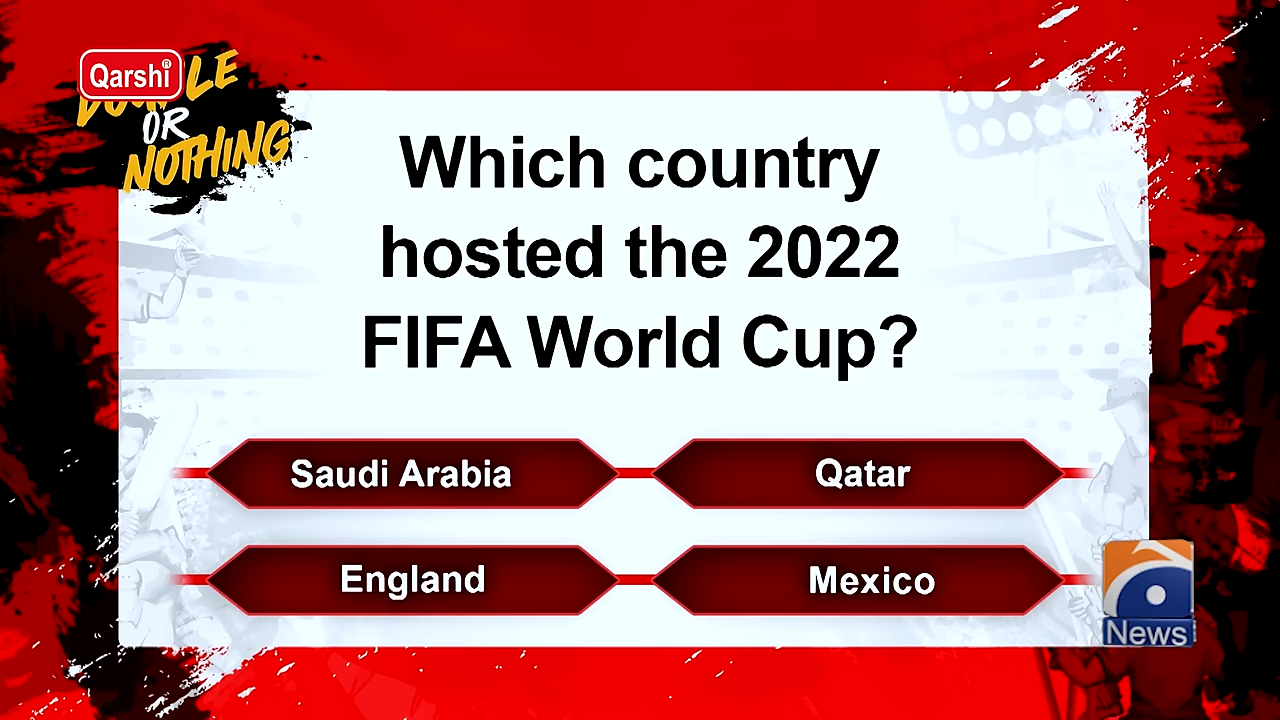 Qarshi
OR
NOTHING
Which country
hosted the 2022
FIFA World Cup?
Saudi Arabia
Qatar
England
Mexico
News